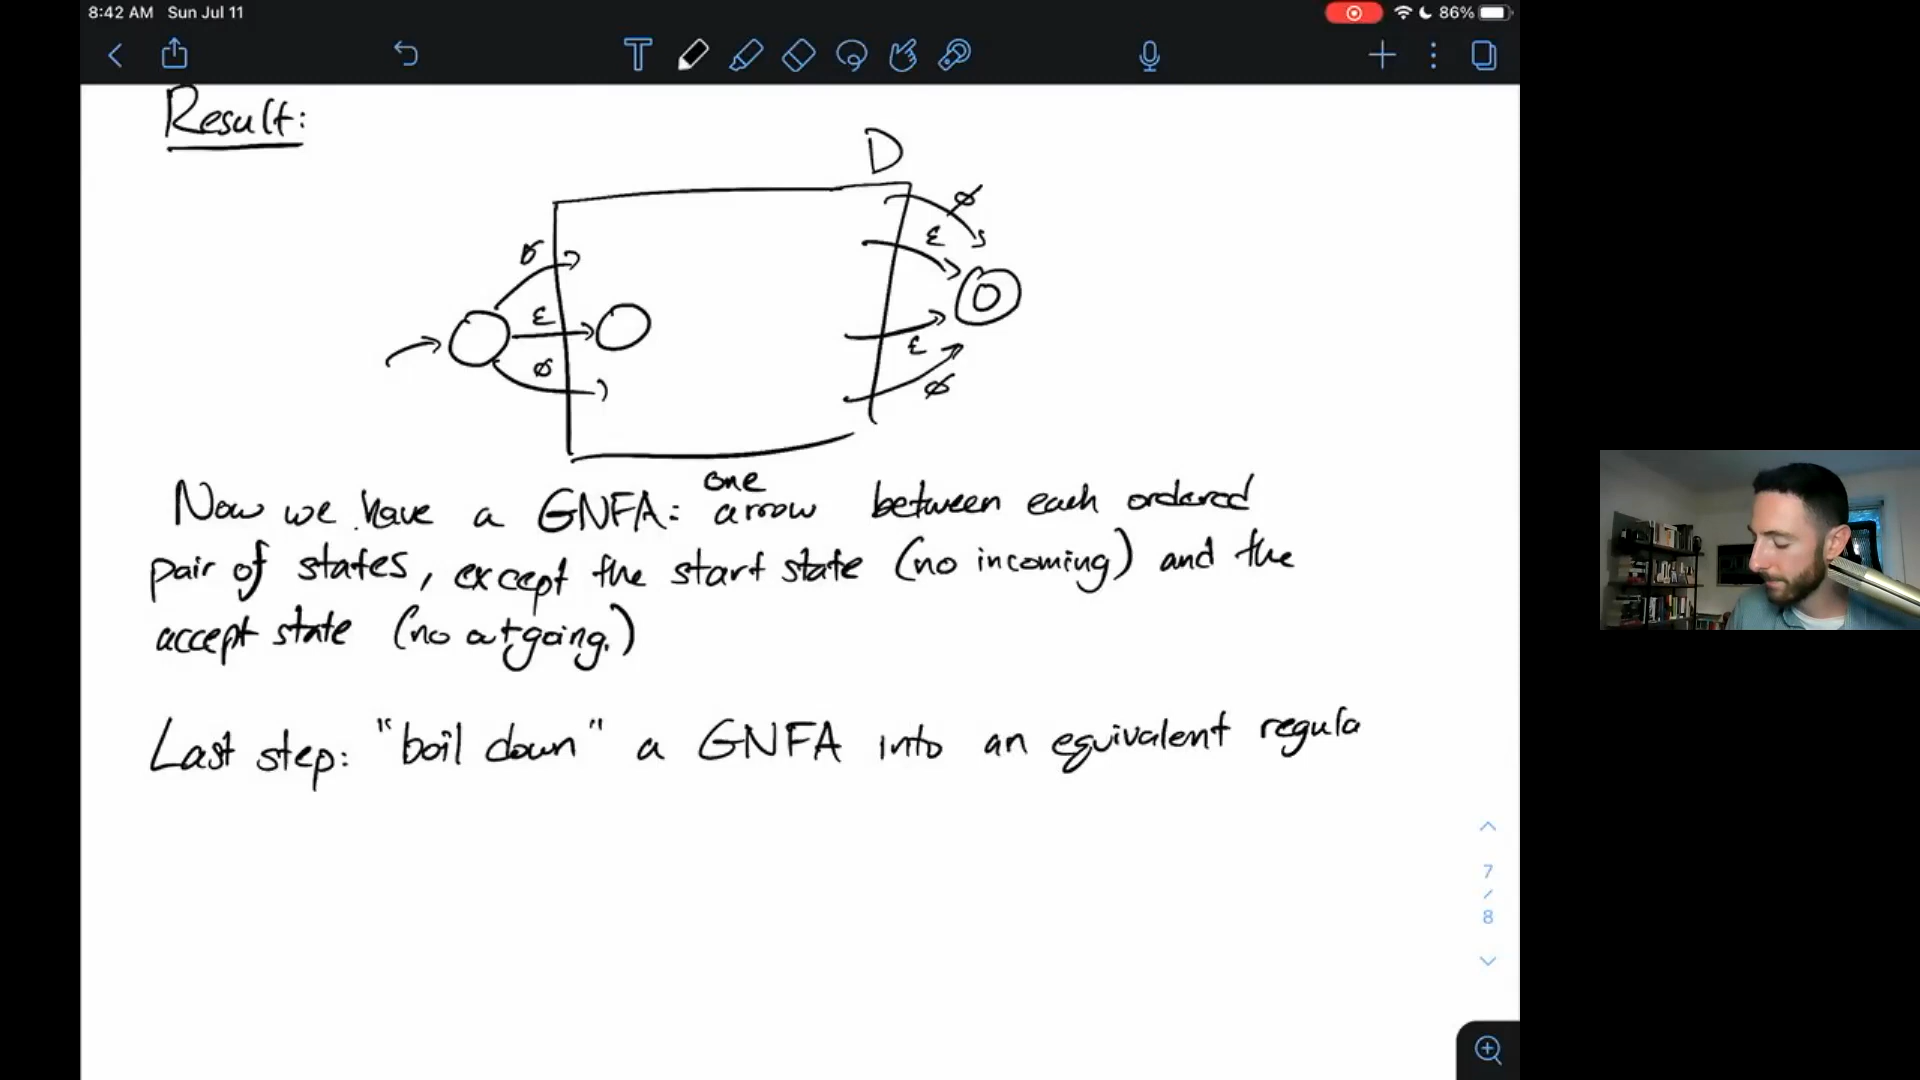 8:42 AM Sun Jul 11
86%
T
Result:
D
∅
ε
∅
ε
ε
∅
ε
∅
one
Now we have a GNFA: arrow between each ordered
pair of states, except the start state (no incoming) and the
accept state (no outgoing.)
Last step: "boil down" a GNFA into an equivalent regula
7
/
8